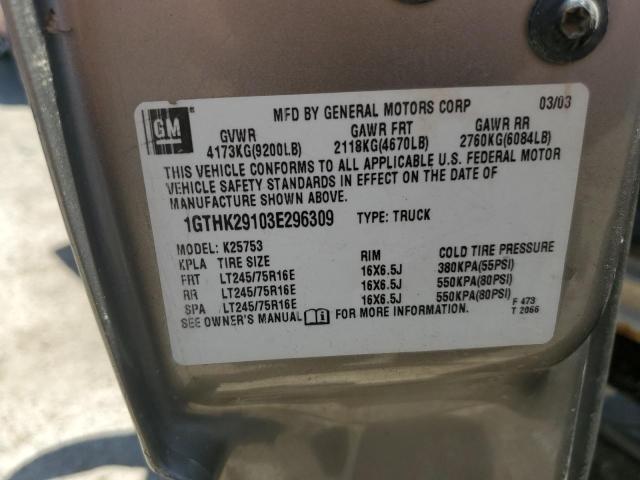 MFD BY GENERAL MOTORS CORP 03/03
GM
GVWR GAWR FRT GAWR RR
4173KG(9200LB) 2118KG(4670LB) 2760KG(6084LB)
THIS VEHICLE CONFORMS TO ALL APPLICABLE U.S. FEDERAL MOTOR
VEHICLE SAFETY STANDARDS IN EFFECT ON THE DATE OF
MANUFACTURE SHOWN ABOVE.
1GTHK29103E296309 TYPE: TRUCK
MODEL: K25753
KPLA TIRE SIZE RIM COLD TIRE PRESSURE
FRT LT245/75R16E 16X6.5J 380KPA(55PSI)
RR LT245/75R16E 16X6.5J 550KPA(80PSI)
SPA LT245/75R16E 16X6.5J 550KPA(80PSI)
SEE OWNER'S MANUAL FOR MORE INFORMATION.
F 473
T 2066